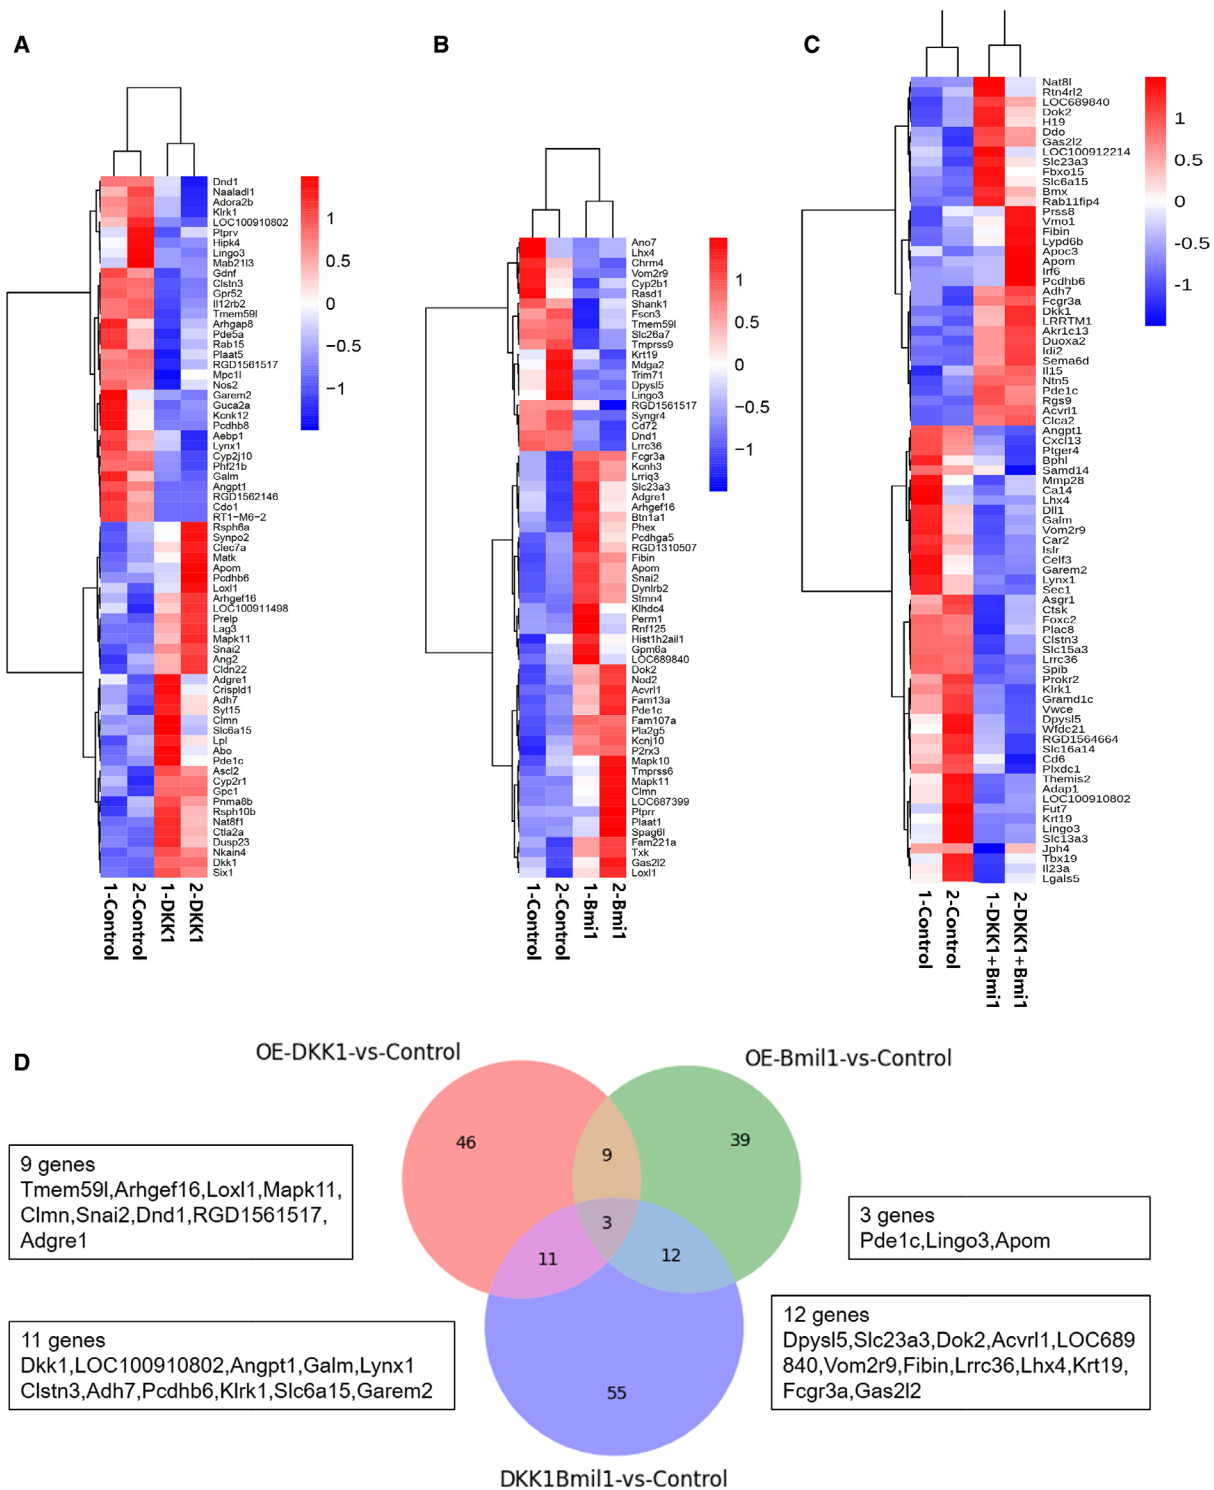 A
B
C
Dnd1
Naaladl1
Adora2b
Klrk1
LOC100910802
Ptprv
Hipk4
Lingo3
Mab21l3
Gdnf
Clstn3
Gpr52
Il12rb2
Tmem59l
Arhgap8
Pde5a
Rab15
Plaat5
RGD1561517
Mpc1l
Nos2
Garem2
Guca2a
Kcnk12
Pcdhb8
Aebp1
Lynx1
Cyp2j10
Phf21b
Galm
Angpt1
RGD1562146
Cdo1
RT1−M6−2
Rsph6a
Synpo2
Clec7a
Matk
Apom
Pcdhb6
Loxl1
Arhgef16
LOC100911498
Prelp
Lag3
Mapk11
Snai2
Ang2
Cldn22
Adgre1
Crispld1
Adh7
Syt15
Clmn
Slc6a15
Lpl
Abo
Pde1c
Ascl2
Cyp2r1
Gpc1
Pnma8b
Rsph10b
Nat8f1
Ctla2a
Dusp23
Nkain4
Dkk1
Six1
1
0.5
0
−0.5
−1
1-Control
2-Control
1-DKK1
2-DKK1
Ano7
Lhx4
Chrm4
Vom2r9
Cyp2b1
Rasd1
Shank1
Fscn3
Tmem59l
Slc26a7
Tmprss9
Krt19
Mdga2
Trim71
Dpysl5
Lingo3
RGD1561517
Syngr4
Cd72
Dnd1
Lrrc36
Fcgr3a
Kcnh3
Lrriq3
Slc23a3
Adgre1
Arhgef16
Btn1a1
Phex
Pcdhga5
RGD1310507
Fibin
Apom
Snai2
Dynlrb2
Stmn4
Klhdc4
Perm1
Rnf125
Hist1h2ail1
Gpm6a
LOC689840
Dok2
Nod2
Acvrl1
Fam13a
Pde1c
Fam107a
Pla2g5
Kcnj10
P2rx3
Mapk10
Tmprss6
Mapk11
Clmn
LOC687399
Ptprr
Plaat1
Spag6l
Fam221a
Txk
Gas2l2
Loxl1
1
0.5
0
−0.5
−1
1-Control
2-Control
1-Bmi1
2-Bmi1
Nat8l
Rtn4rl2
LOC689840
Dok2
H19
Ddo
Gas2l2
LOC100912214
Slc23a3
Fbxo15
Slc6a15
Bmx
Rab11fip4
Prss8
Vmo1
Fibin
Lypd6b
Apoc3
Apom
Irf6
Pcdhb6
Adh7
Fcgr3a
Dkk1
LRRTM1
Akr1c13
Duoxa2
Idi2
Sema6d
Il15
Ntn5
Pde1c
Rgs9
Acvrl1
Clca2
Angpt1
Cxcl13
Ptger4
Bphl
Samd14
Mmp28
Ca14
Lhx4
Dll1
Galm
Vom2r9
Car2
Islr
Celf3
Garem2
Lynx1
Sec1
Asgr1
Ctsk
Foxc2
Plac8
Clstn3
Slc15a3
Lrrc36
Spib
Prokr2
Klrk1
Gramd1c
Vwce
Dpysl5
Wfdc21
RGD1564664
Slc16a14
Cd6
Plxdc1
Themis2
Adap1
LOC100910802
Fut7
Krt19
Lingo3
Slc13a3
Jph4
Tbx19
Il23a
Lgals5
1
0.5
0
-0.5
-1
1-Control
2-Control
1-DKK1+Bmi1
2-DKK1+Bmi1
D
OE-DKK1-vs-Control
OE-Bmil1-vs-Control
46
9
39
3
11
12
55
DKK1Bmil1-vs-Control
9 genes
Tmem59l,Arhgef16,Loxl1,Mapk11,
Clmn,Snai2,Dnd1,RGD1561517,
Adgre1
11 genes
Dkk1,LOC100910802,Angpt1,Galm,Lynx1
Clstn3,Adh7,Pcdhb6,Klrk1,Slc6a15,Garem2
3 genes
Pde1c,Lingo3,Apom
12 genes
Dpysl5,Slc23a3,Dok2,Acvrl1,LOC689
840,Vom2r9,Fibin,Lrrc36,Lhx4,Krt19,
Fcgr3a,Gas2l2